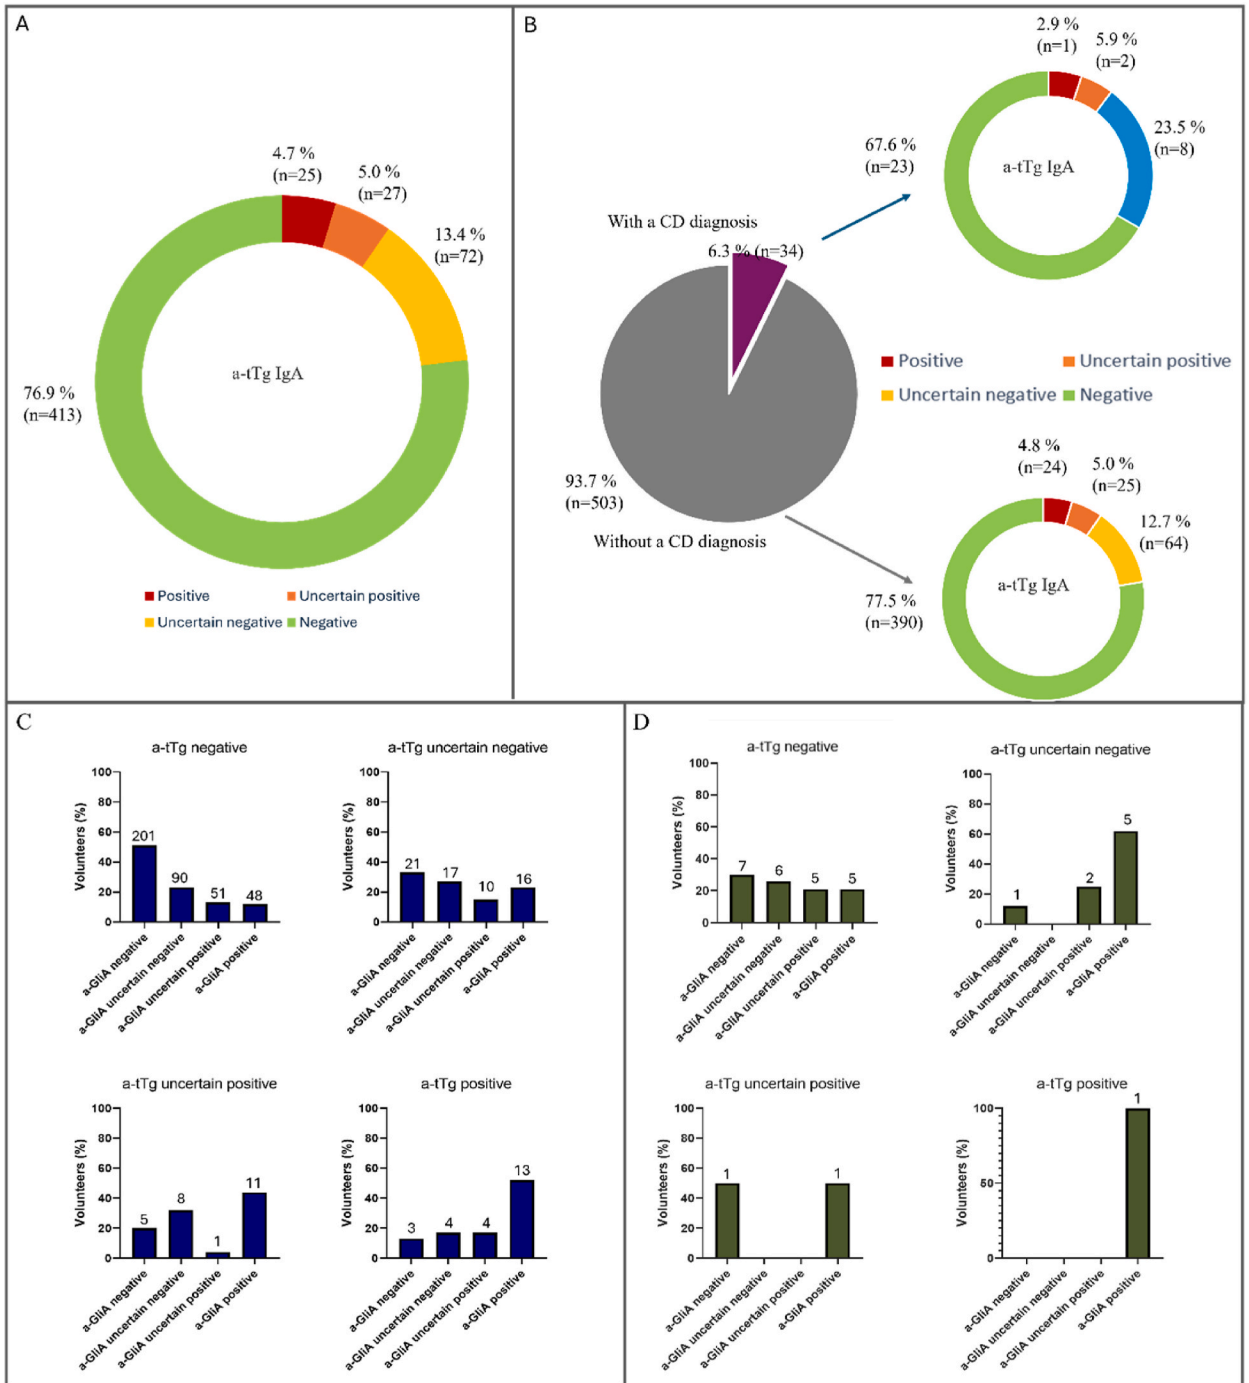 A
4.7 %
(n=25)
5.0 %
(n=27)
13.4 %
(n=72)
a-tTg IgA
76.9 %
(n=413)
Positive
Uncertain positive
Uncertain negative
Negative
B
2.9 %
(n=1)
5.9 %
(n=2)
23.5 %
(n=8)
67.6 %
(n=23)
a-tTg IgA
With a CD diagnosis
6.3 % (n=34)
Positive
Uncertain positive
Uncertain negative
Negative
93.7 %
(n=503)
Without a CD diagnosis
4.8 %
(n=24)
5.0 %
(n=25)
12.7 %
(n=64)
a-tTg IgA
77.5 %
(n=390)
C
a-tTg negative
Volunteers (%)
100
80
60
40
20
0
201
90
51
48
a-GliA negative
a-GliA uncertain negative
a-GliA uncertain positive
a-GliA positive
a-tTg uncertain negative
Volunteers (%)
100
80
60
40
20
0
21
17
10
16
a-GliA negative
a-GliA uncertain negative
a-GliA uncertain positive
a-GliA positive
a-tTg uncertain positive
Volunteers (%)
100
80
60
40
20
0
5
8
1
11
a-GliA negative
a-GliA uncertain negative
a-GliA uncertain positive
a-GliA positive
a-tTg positive
Volunteers (%)
100
80
60
40
20
0
3
4
4
13
a-GliA negative
a-GliA uncertain negative
a-GliA uncertain positive
a-GliA positive
D
a-tTg negative
Volunteers (%)
100
80
60
40
20
0
7
6
5
5
a-GliA negative
a-GliA uncertain negative
a-GliA uncertain positive
a-GliA positive
a-tTg uncertain negative
Volunteers (%)
100
80
60
40
20
0
1
2
5
a-GliA negative
a-GliA uncertain negative
a-GliA uncertain positive
a-GliA positive
a-tTg uncertain positive
Volunteers (%)
100
80
60
40
20
0
1
1
a-GliA negative
a-GliA uncertain negative
a-GliA uncertain positive
a-GliA positive
a-tTg positive
Volunteers (%)
100
50
0
1
a-GliA negative
a-GliA uncertain negative
a-GliA uncertain positive
a-GliA positive